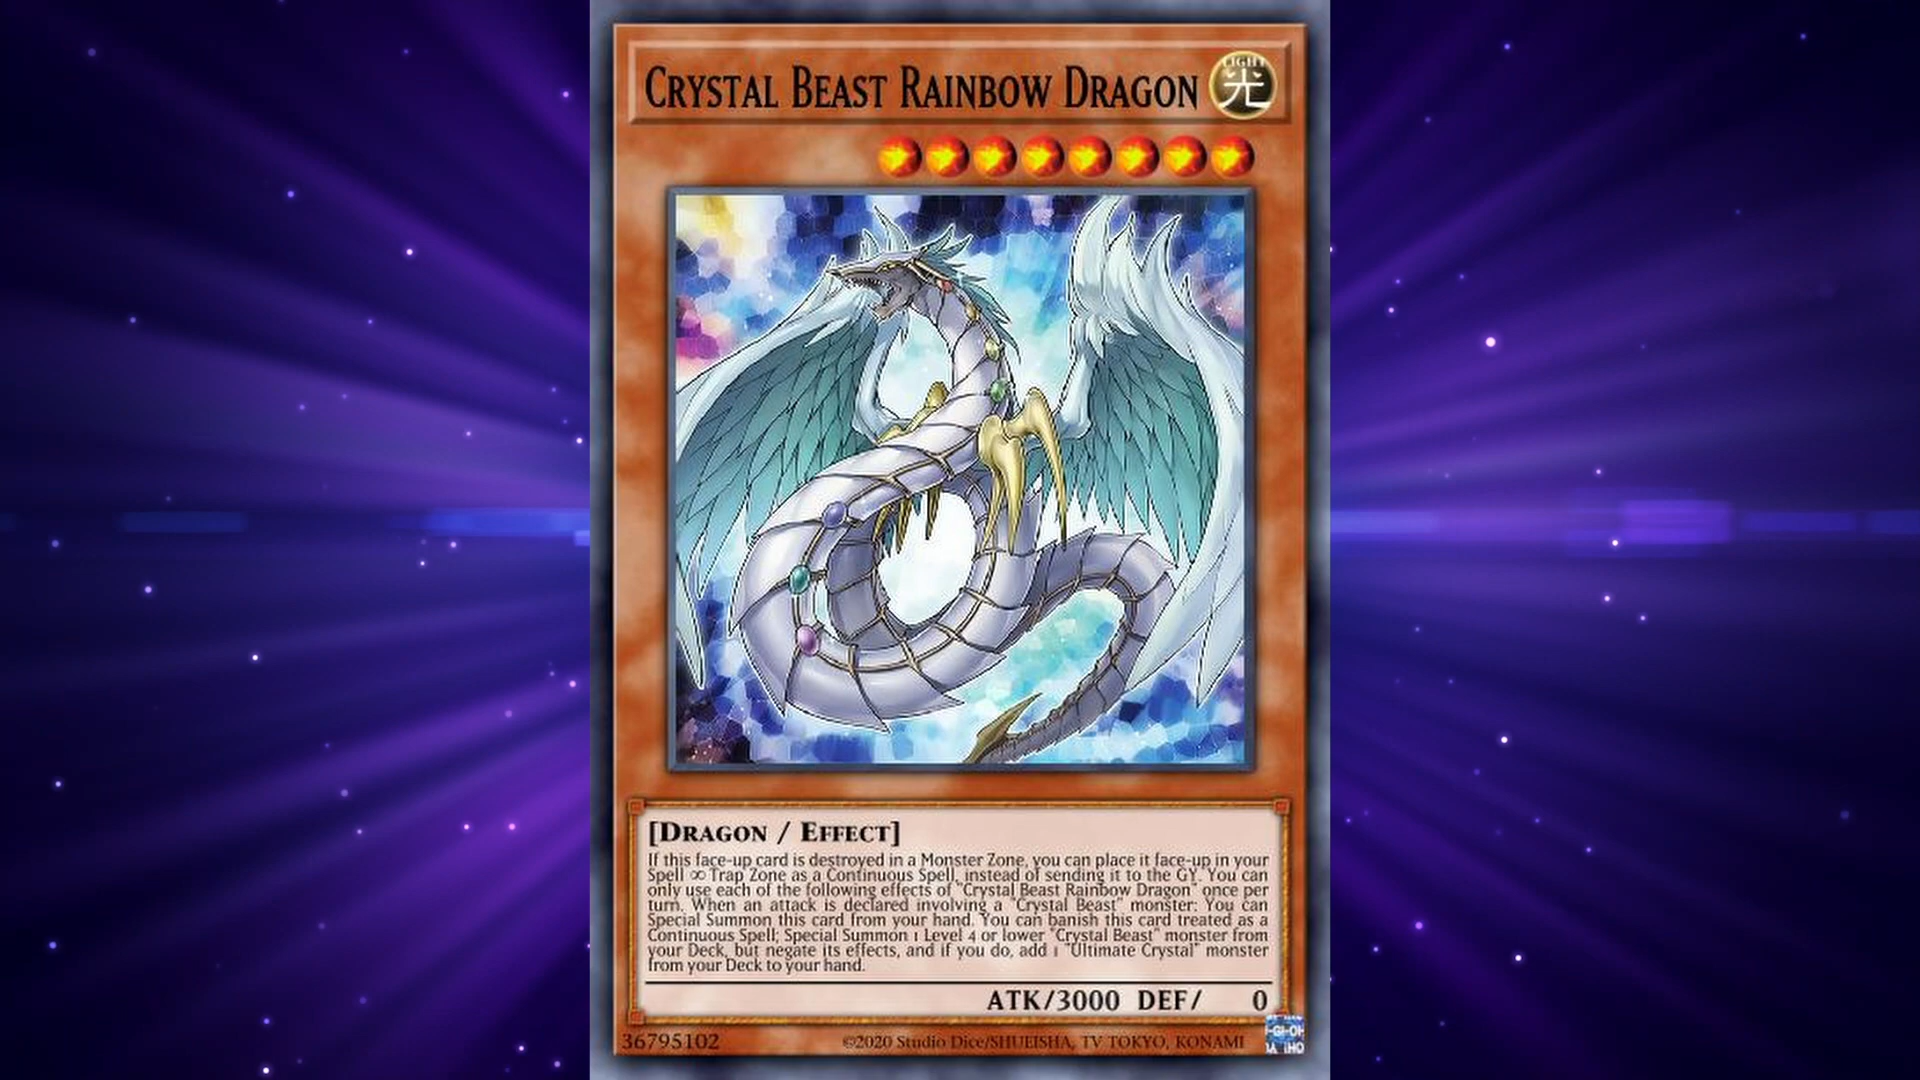 CRYSTAL BEAST RAINBOW DRAGON
LIGHT
光
[DRAGON / EFFECT]
If this face-up card is destroyed in a Monster Zone, you can place it face-up in your
Spell ∞ Trap Zone as a Continuous Spell, instead of sending it to the GY. You can
only use each of the following effects of "Crystal Beast Rainbow Dragon" once per
turn. When an attack is declared involving a "Crystal Beast" monster: You can
Special Summon this card from your hand. You can banish this card treated as a
Continuous Spell; Special Summon 1 Level 4 or lower "Crystal Beast" monster from
your Deck, but negate its effects, and if you do, add 1 "Ultimate Crystal" monster
from your Deck to your hand.
ATK/3000 DEF/ 0
36795102 ©2020 Studio Dice/SHUEISHA, TV TOKYO, KONAMI